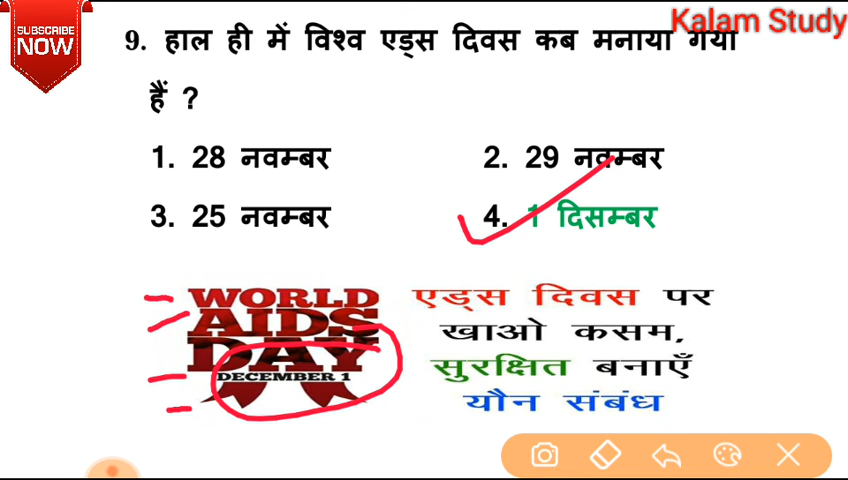 SUBSCRIBE
NOW
Kalam Study
9. हाल ही में विश्व एड्स दिवस कब मनाया गया
हैं ?
1. 28 नवम्बर
2. 29 नवम्बर
3. 25 नवम्बर
4. 1 दिसम्बर
WORLD
AIDS
DAY
DECEMBER 1
एड्स दिवस पर
खाओ कसम,
सुरक्षित बनाएँ
यौन संबंध